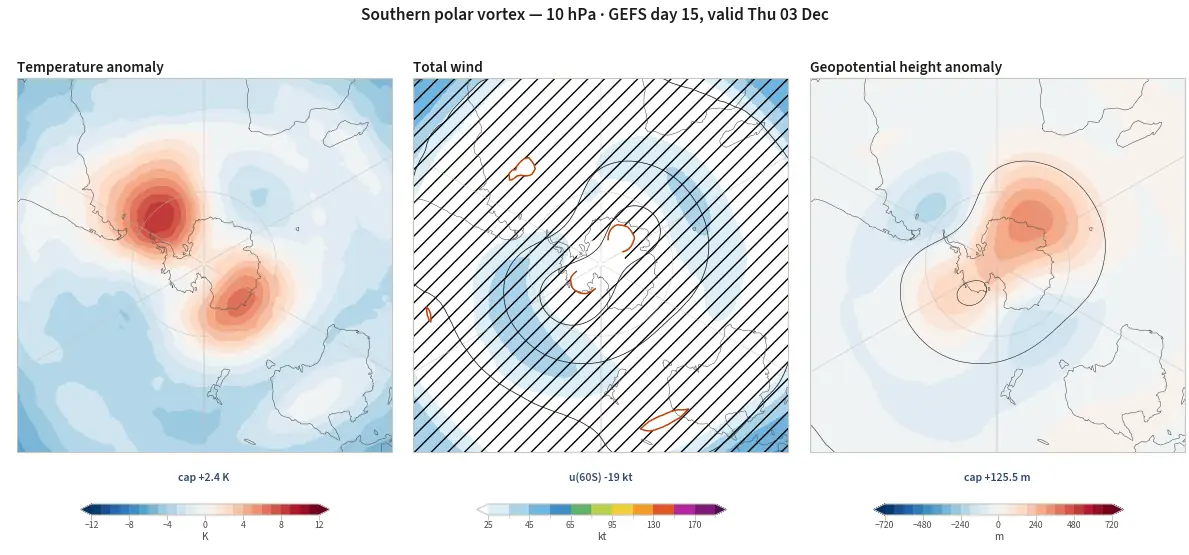 Southern polar vortex — 10 hPa · GEFS day 15, valid Thu 03 Dec
Temperature anomaly
Total wind
Geopotential height anomaly
cap +2.4 K
u(60S) -19 kt
cap +125.5 m
−12 −8 −4 0 4 8 12
K
25 45 65 95 130 170
kt
−720 −480 −240 0 240 480 720
m